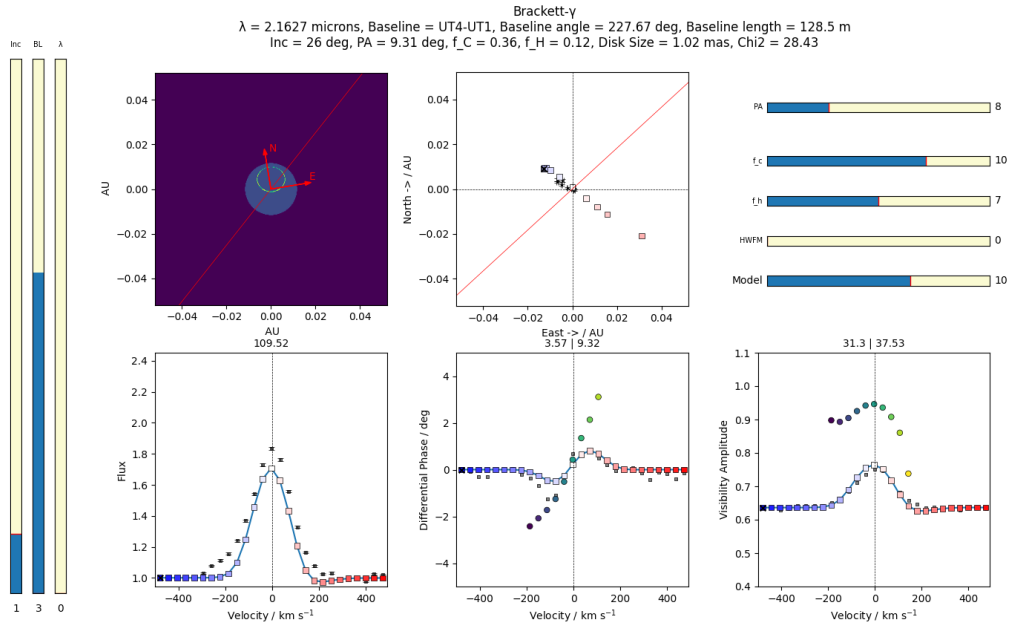 Brackett-γ
λ = 2.1627 microns, Baseline = UT4-UT1, Baseline angle = 227.67 deg, Baseline length = 128.5 m
Inc = 26 deg, PA = 9.31 deg, f_C = 0.36, f_H = 0.12, Disk Size = 1.02 mas, Chi2 = 28.43
Inc BL λ
1 3 0
AU
0.04
0.02
0.00
−0.02
−0.04
N
E
−0.04 −0.02 0.00 0.02 0.04
AU
North -> / AU
0.04
0.02
0.00
−0.02
−0.04
−0.04 −0.02 0.00 0.02 0.04
East -> / AU
PA 8
f_c 10
f_h 7
HWFM 0
Model 10
109.52
Flux
2.4
2.2
2.0
1.8
1.6
1.4
1.2
1.0
−400 −200 0 200 400
Velocity / km s⁻¹
3.57 | 9.32
Differential Phase / deg
4
2
0
−2
−4
−400 −200 0 200 400
Velocity / km s⁻¹
31.3 | 37.53
Visibility Amplitude
1.1
1.0
0.9
0.8
0.7
0.6
0.5
0.4
−400 −200 0 200 400
Velocity / km s⁻¹